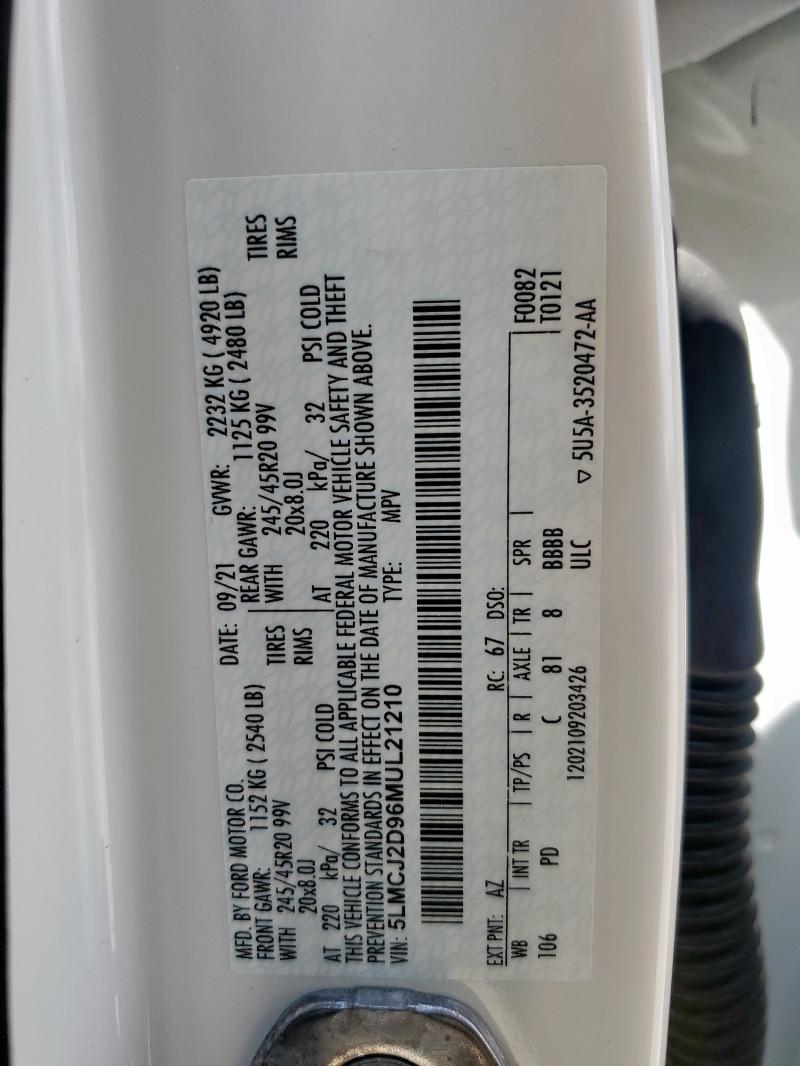 MFD. BY FORD MOTOR CO. DATE: 09/21 GVWR: 2232 KG ( 4920 LB)
FRONT GAWR: 1152 KG ( 2540 LB) REAR GAWR: 1125 KG ( 2480 LB)
WITH 245/45R20 99V TIRES WITH 245/45R20 99V TIRES
20x8.0J RIMS 20x8.0J RIMS
AT 220 kPa/ 32 PSI COLD AT 220 kPa/ 32 PSI COLD
THIS VEHICLE CONFORMS TO ALL APPLICABLE FEDERAL MOTOR VEHICLE SAFETY AND THEFT
PREVENTION STANDARDS IN EFFECT ON THE DATE OF MANUFACTURE SHOWN ABOVE.
VIN: 5LMCJ2D96MUL21210 TYPE: MPV
EXT PNT: AZ RC: 67 DSO: F0082
WB INT TR TP/PS R AXLE TR SPR T0121
106 PD C 81 8 BBBB
1202109203426 ULC ▽ 5U5A-3520472-AA